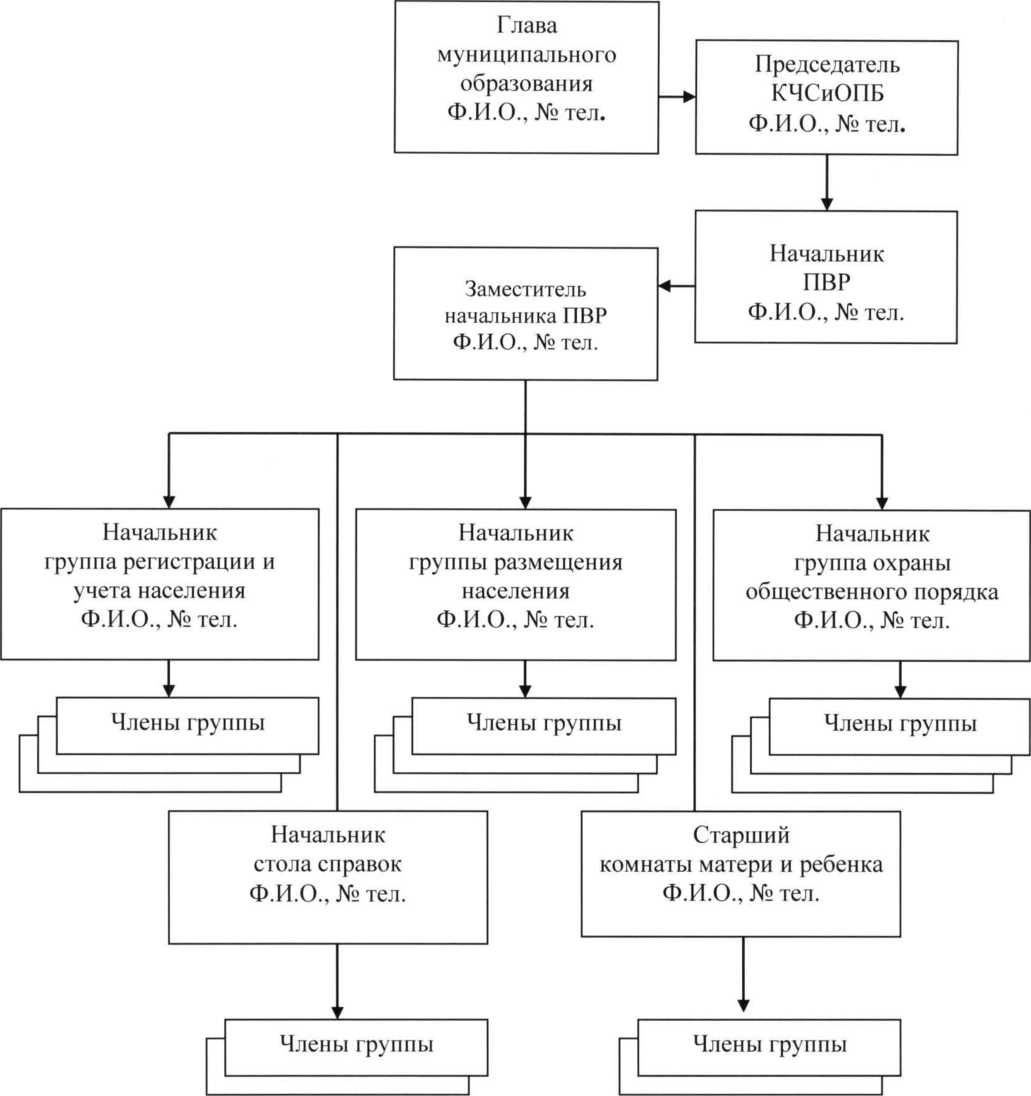 Глава
муниципального
образования
Ф.И.О., № тел.
Председатель
КЧСиОПБ
Ф.И.О., № тел.
Начальник
ПВР
Ф.И.О., № тел.
Заместитель
начальника ПВР
Ф.И.О., № тел.
Начальник
группа регистрации и
учета населения
Ф.И.О., № тел.
Начальник
группы размещения
населения
Ф.И.О., № тел.
Начальник
группа охраны
общественного порядка
Ф.И.О., № тел.
Члены группы
Члены группы
Члены группы
Начальник
стола справок
Ф.И.О., № тел.
Старший
комнаты матери и ребенка
Ф.И.О., № тел.
Члены группы
Члены группы